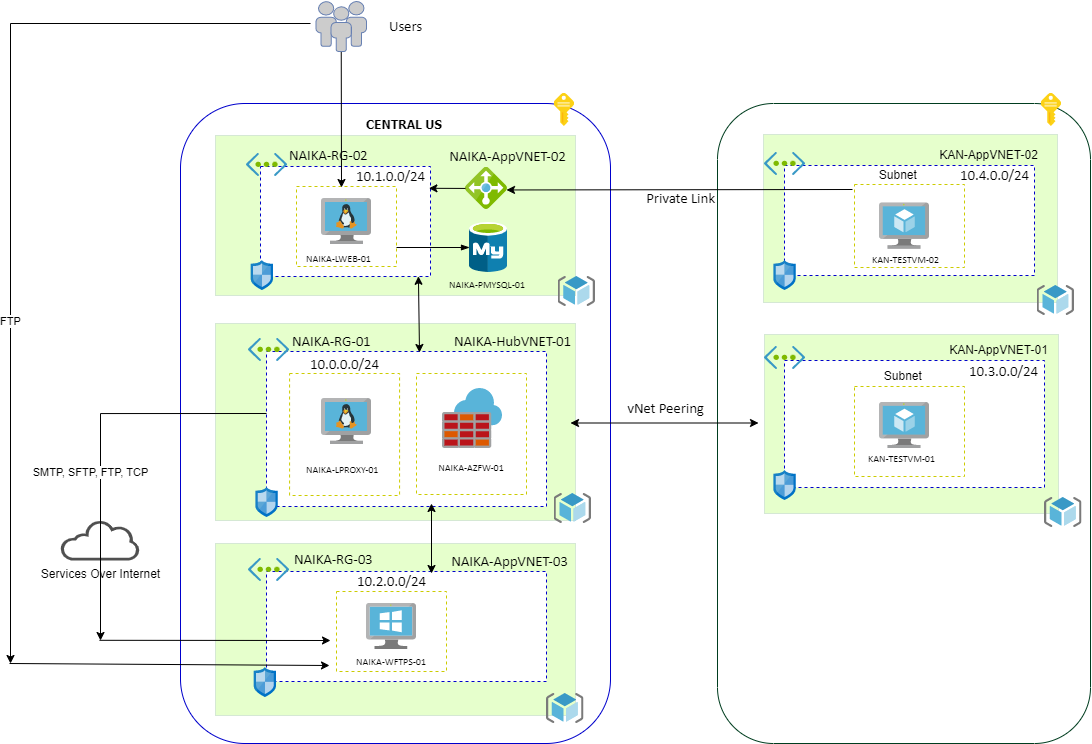 Users
CENTRAL US
NAIKA-RG-02
NAIKA-AppVNET-02
10.1.0.0/24
NAIKA-LWEB-01
My
NAIKA-PMYSQL-01
Private Link
KAN-AppVNET-02
Subnet
10.4.0.0/24
KAN-TESTVM-02
FTP
NAIKA-RG-01
NAIKA-HubVNET-01
10.0.0.0/24
NAIKA-LPROXY-01
NAIKA-AZFW-01
vNet Peering
KAN-AppVNET-01
Subnet
10.3.0.0/24
KAN-TESTVM-01
SMTP, SFTP, FTP, TCP
Services Over Internet
NAIKA-RG-03
NAIKA-AppVNET-03
10.2.0.0/24
NAIKA-WFTPS-01